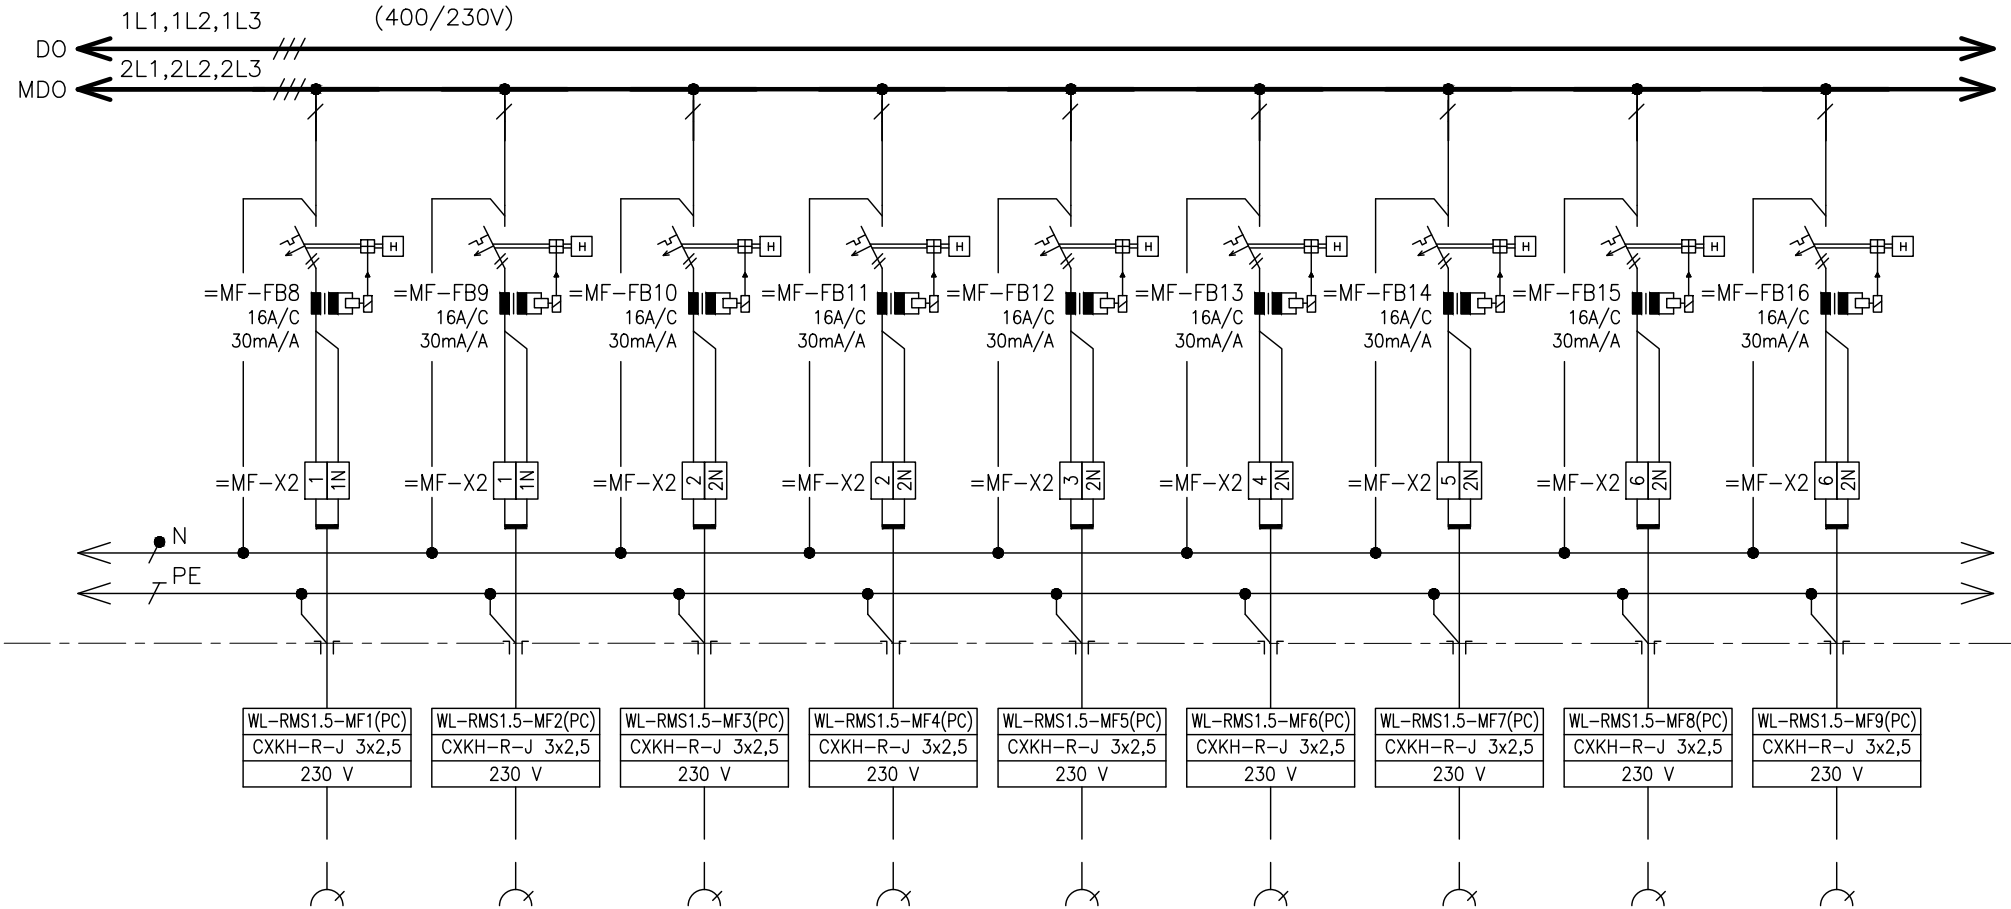 1L1,1L2,1L3 (400/230V)
DO
2L1,2L2,2L3
MDO
H H H H H H H H H
=MF-FB8 =MF-FB9 =MF-FB10 =MF-FB11 =MF-FB12 =MF-FB13 =MF-FB14 =MF-FB15 =MF-FB16
16A/C 16A/C 16A/C 16A/C 16A/C 16A/C 16A/C 16A/C 16A/C
30mA/A 30mA/A 30mA/A 30mA/A 30mA/A 30mA/A 30mA/A 30mA/A 30mA/A
=MF-X2 1 1N =MF-X2 1 1N =MF-X2 2 2N =MF-X2 2 2N =MF-X2 3 2N =MF-X2 4 2N =MF-X2 5 2N =MF-X2 6 2N =MF-X2 6 2N
N
PE
WL-RMS1.5-MF1(PC) WL-RMS1.5-MF2(PC) WL-RMS1.5-MF3(PC) WL-RMS1.5-MF4(PC) WL-RMS1.5-MF5(PC) WL-RMS1.5-MF6(PC) WL-RMS1.5-MF7(PC) WL-RMS1.5-MF8(PC) WL-RMS1.5-MF9(PC)
CXKH-R-J 3x2,5 CXKH-R-J 3x2,5 CXKH-R-J 3x2,5 CXKH-R-J 3x2,5 CXKH-R-J 3x2,5 CXKH-R-J 3x2,5 CXKH-R-J 3x2,5 CXKH-R-J 3x2,5 CXKH-R-J 3x2,5
230 V 230 V 230 V 230 V 230 V 230 V 230 V 230 V 230 V